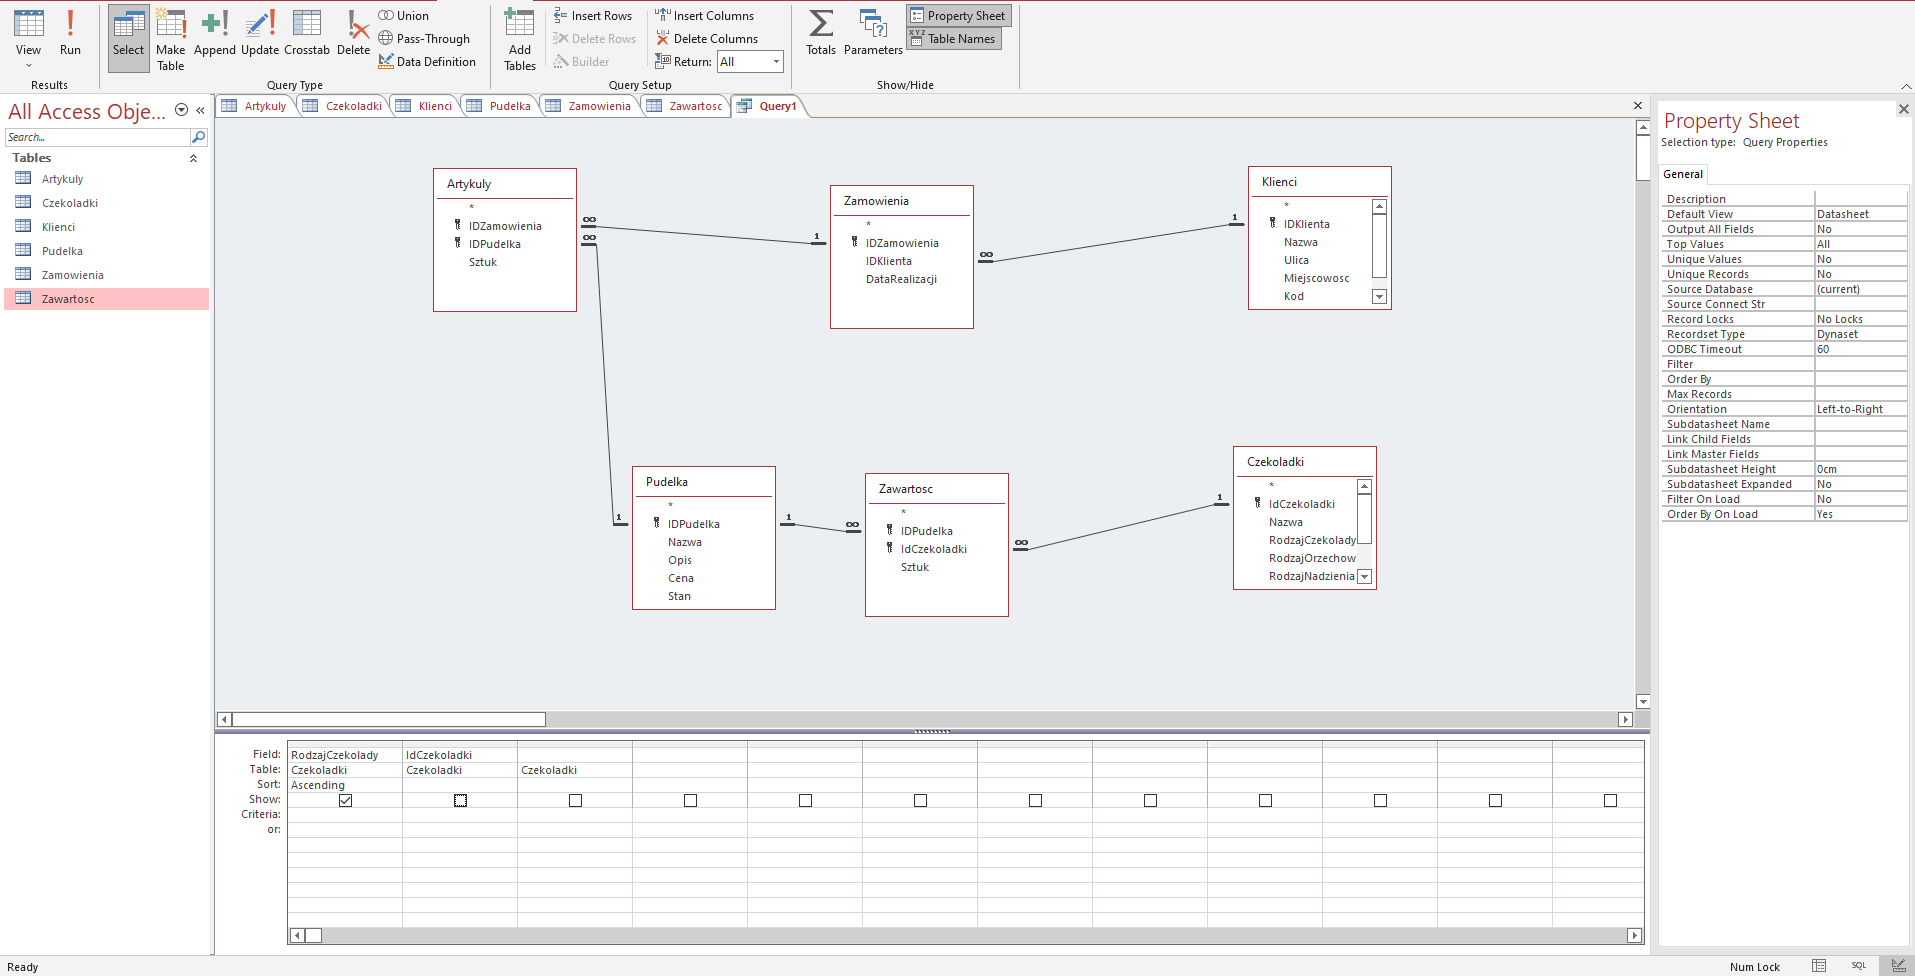 View
Run
Select
Make Table
Append
Update
Crosstab
Delete
Union
Pass-Through
Data Definition
Add Tables
Insert Rows
Delete Rows
Builder
Insert Columns
Delete Columns
Return: All
Totals
Parameters
Property Sheet
Table Names
Results
Query Type
Query Setup
Show/Hide
All Access Obje...
Search...
Tables
Artykuly
Czekoladki
Klienci
Pudelka
Zamowienia
Zawartosc
Artykuly
Czekoladki
Klienci
Pudelka
Zamowienia
Zawartosc
Query1
Artykuly
*
IDZamowienia
IDPudelka
Sztuk
∞
∞
1
1
Zamowienia
*
IDZamowienia
IDKlienta
DataRealizacji
∞
1
Klienci
*
IDKlienta
Nazwa
Ulica
Miejscowosc
Kod
Pudelka
*
IDPudelka
Nazwa
Opis
Cena
Stan
1
∞
Zawartosc
*
IDPudelka
IdCzekoladki
Sztuk
∞
1
Czekoladki
*
IdCzekoladki
Nazwa
RodzajCzekolady
RodzajOrzechow
RodzajNadzienia
Field: RodzajCzekolady IdCzekoladki
Table: Czekoladki Czekoladki Czekoladki
Sort: Ascending
Show:
Criteria:
or:
Property Sheet
Selection type: Query Properties
General
Description
Default View Datasheet
Output All Fields No
Top Values All
Unique Values No
Unique Records No
Source Database (current)
Source Connect Str
Record Locks No Locks
Recordset Type Dynaset
ODBC Timeout 60
Filter
Order By
Max Records
Orientation Left-to-Right
Subdatasheet Name
Link Child Fields
Link Master Fields
Subdatasheet Height 0cm
Subdatasheet Expanded No
Filter On Load No
Order By On Load Yes
Ready
Num Lock
SQL